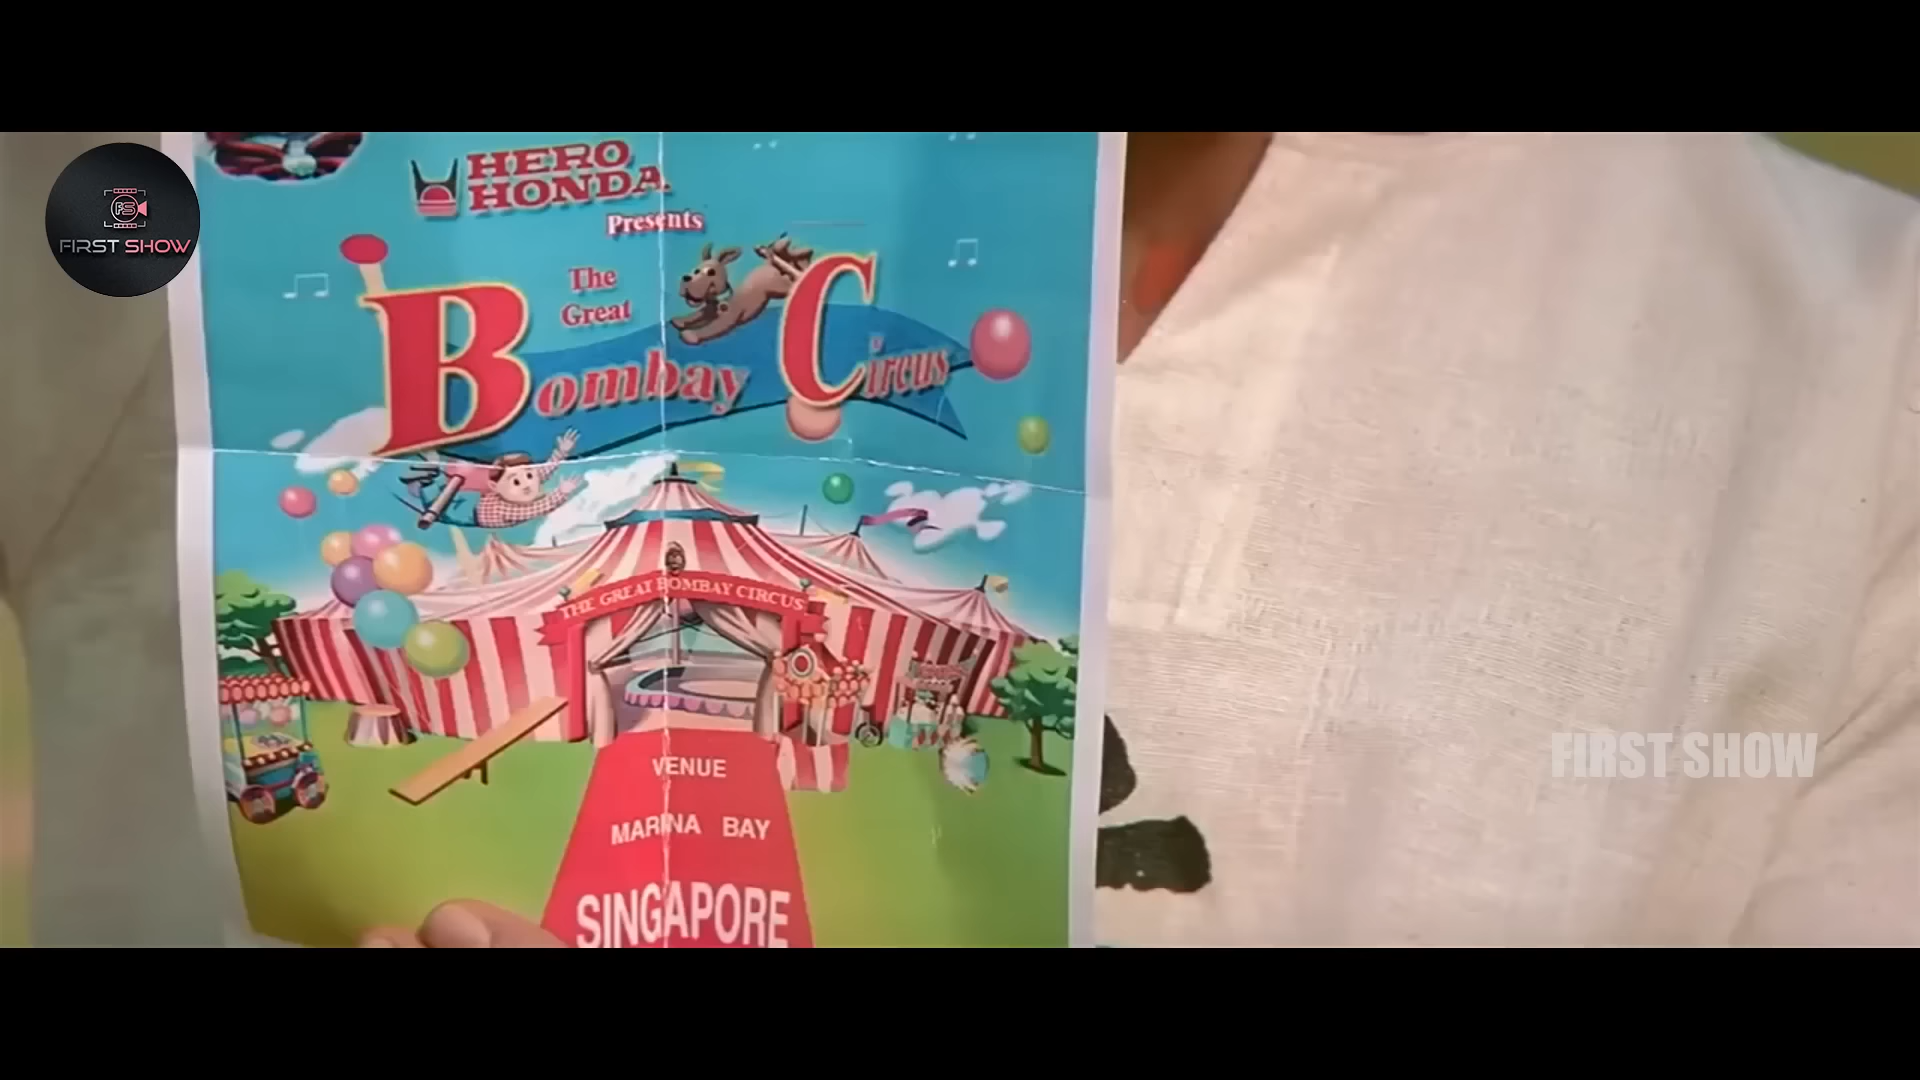 HERO
HONDA
Presents
The
Great
Bombay Circus
THE GREAT BOMBAY CIRCUS
VENUE
MARINA BAY
SINGAPORE
FS
FIRST SHOW
FIRST SHOW